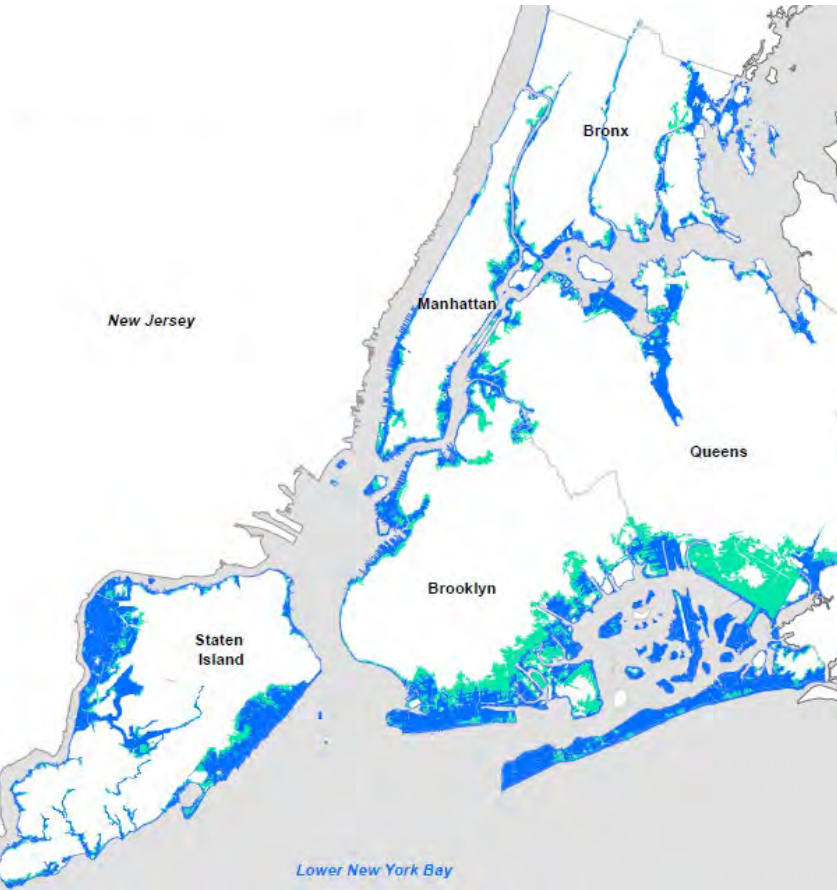 Bronx
Manhattan
New Jersey
Queens
Brooklyn
Staten
Island
Lower New York Bay